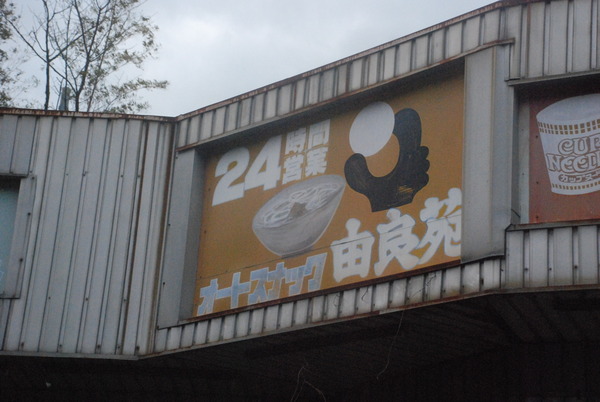 24時間営業
オートスナック
由良苑
CUP
NOODLE
カップヌードル